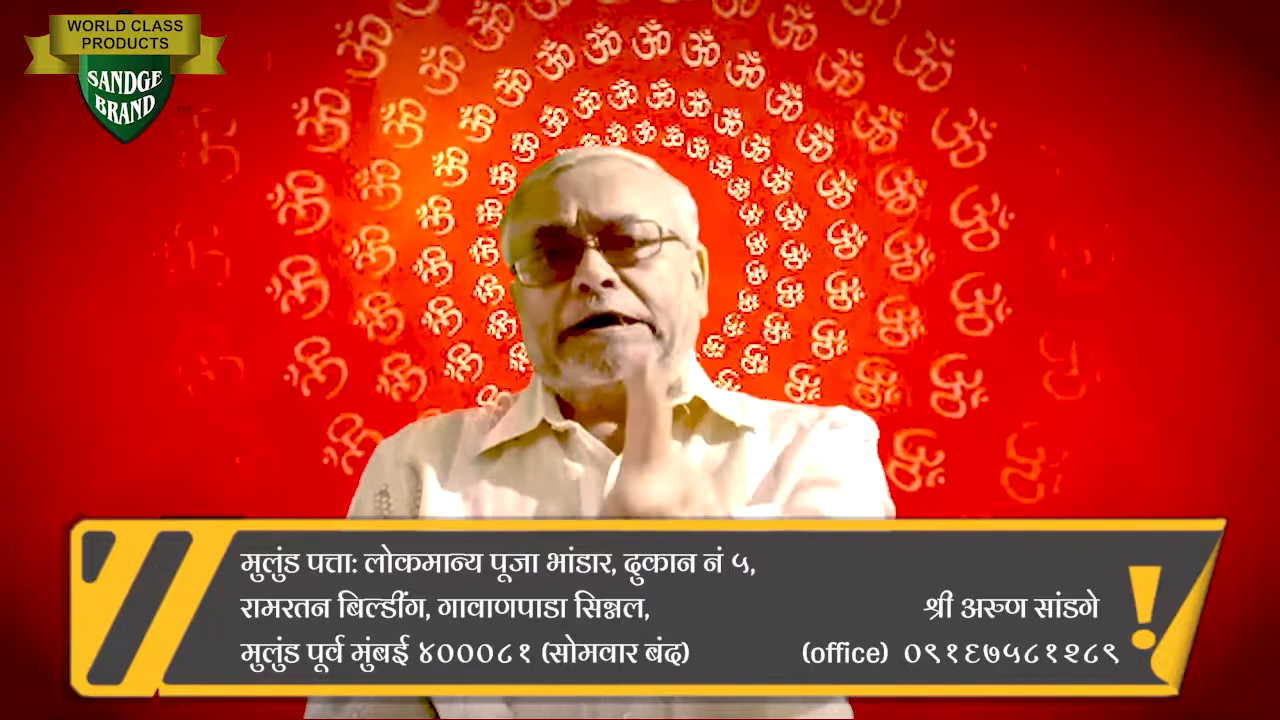 WORLD CLASS
PRODUCTS
SANDGE
BRAND
मुलुंड पत्ता: लोकमान्य पूजा भांडार, दुकान नं ५,
रामरतन बिल्डींग, गावाणपाडा सिग्नल,
मुलुंड पूर्व मुंबई ४०००८१ (सोमवार बंद)
श्री अरुण सांडगे
(office) ०९१६७५८१२८९